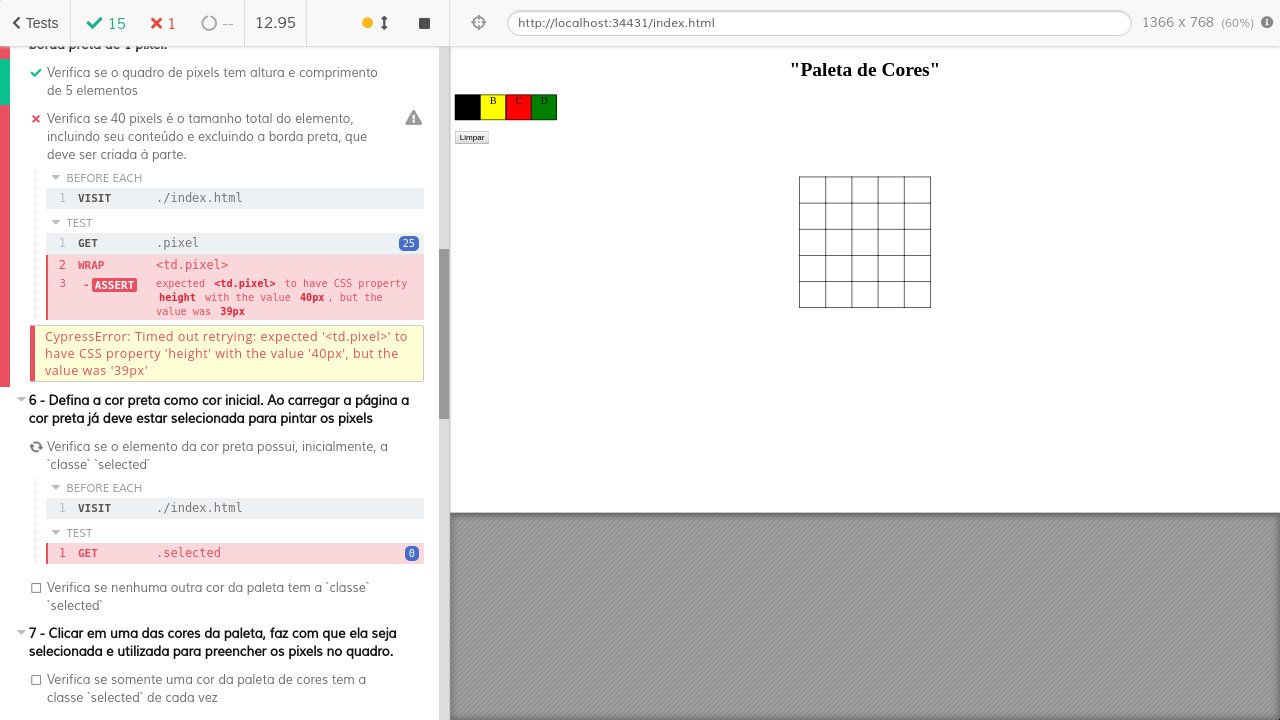 Tests
15
1
--
12.95
http://localhost:34431/index.html
1366 x 768 (60%)
borda preta de 1 pixel.
Verifica se o quadro de pixels tem altura e comprimento
de 5 elementos
Verifica se 40 pixels é o tamanho total do elemento,
incluindo seu conteúdo e excluindo a borda preta, que
deve ser criada à parte.
BEFORE EACH
1 VISIT ./index.html
TEST
1 GET .pixel 25
2 WRAP <td.pixel>
3 - ASSERT expected <td.pixel> to have CSS property
height with the value 40px, but the
value was 39px
CypressError: Timed out retrying: expected '<td.pixel>' to
have CSS property 'height' with the value '40px', but the
value was '39px'
6 - Defina a cor preta como cor inicial. Ao carregar a página a
cor preta já deve estar selecionada para pintar os pixels
Verifica se o elemento da cor preta possui, inicialmente, a
`classe` `selected`
BEFORE EACH
1 VISIT ./index.html
TEST
1 GET .selected 0
Verifica se nenhuma outra cor da paleta tem a `classe`
`selected`
7 - Clicar em uma das cores da paleta, faz com que ela seja
selecionada e utilizada para preencher os pixels no quadro.
Verifica se somente uma cor da paleta de cores tem a
classe `selected` de cada vez
"Paleta de Cores"
B C D
Limpar